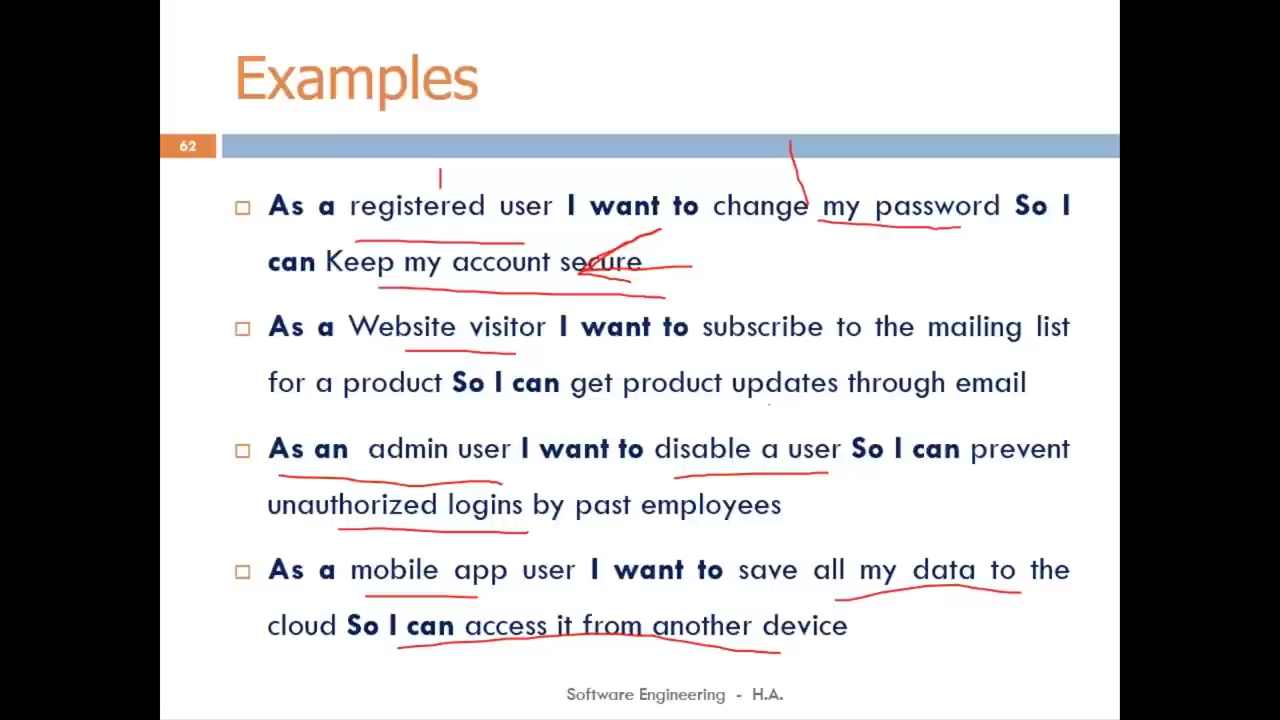 Examples
62
□ As a registered user I want to change my password So I
can Keep my account secure
□ As a Website visitor I want to subscribe to the mailing list
for a product So I can get product updates through email
□ As an admin user I want to disable a user So I can prevent
unauthorized logins by past employees
□ As a mobile app user I want to save all my data to the
cloud So I can access it from another device
Software Engineering - H.A.